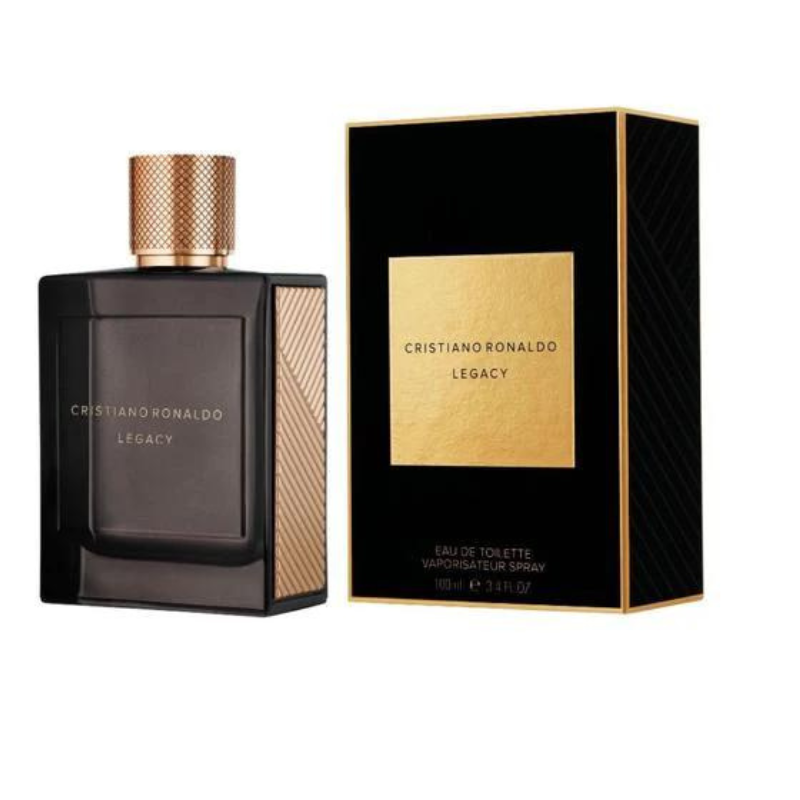 CRISTIANO RONALDO
LEGACY
CRISTIANO RONALDO
LEGACY
EAU DE TOILETTE
VAPORISATEUR SPRAY
100 ml ℮ 3.4 FL.OZ